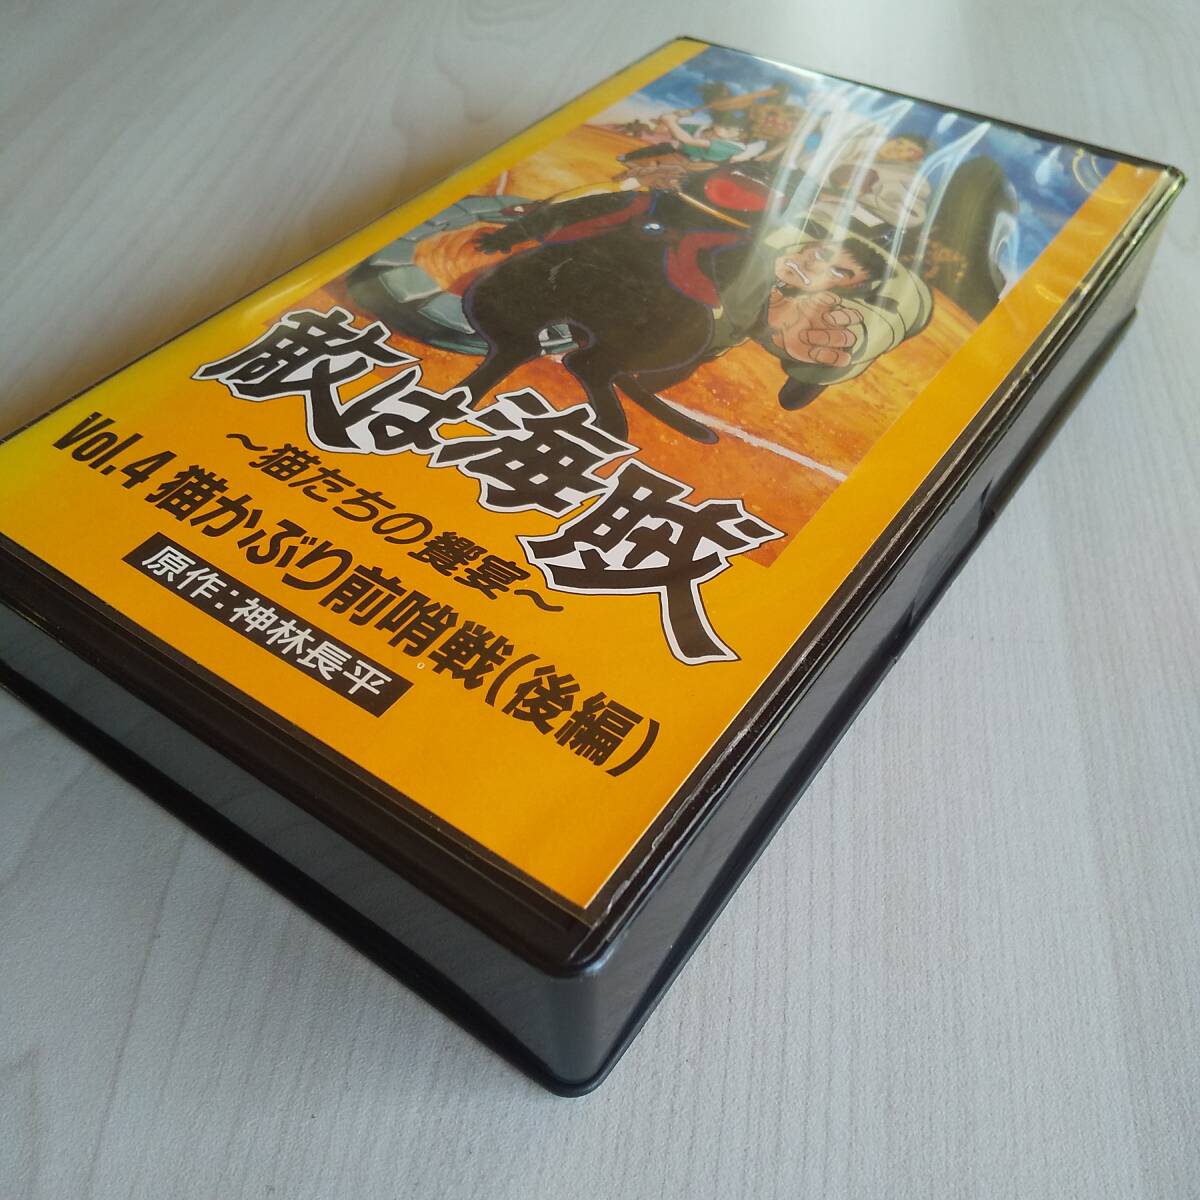 敵は海賊
～猫たちの饗宴～
Vol.4 猫かぶり前哨戦(後編)
原作:神林長平